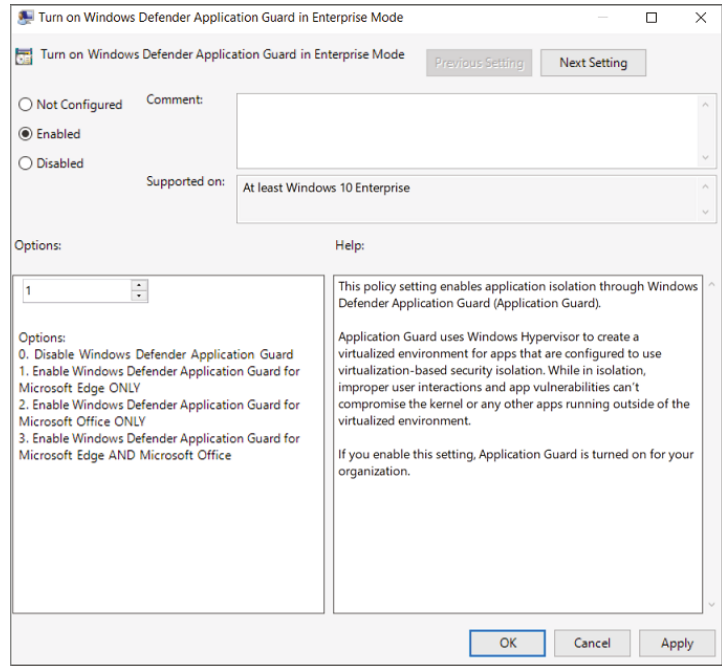 Turn on Windows Defender Application Guard in Enterprise Mode
Turn on Windows Defender Application Guard in Enterprise Mode
Previous Setting
Next Setting
Not Configured
Enabled
Disabled
Comment:
Supported on:
At least Windows 10 Enterprise
Options:
Help:
1
Options:
0. Disable Windows Defender Application Guard
1. Enable Windows Defender Application Guard for
Microsoft Edge ONLY
2. Enable Windows Defender Application Guard for
Microsoft Office ONLY
3. Enable Windows Defender Application Guard for
Microsoft Edge AND Microsoft Office
This policy setting enables application isolation through Windows
Defender Application Guard (Application Guard).
Application Guard uses Windows Hypervisor to create a
virtualized environment for apps that are configured to use
virtualization-based security isolation. While in isolation,
improper user interactions and app vulnerabilities can't
compromise the kernel or any other apps running outside of the
virtualized environment.
If you enable this setting, Application Guard is turned on for your
organization.
OK
Cancel
Apply